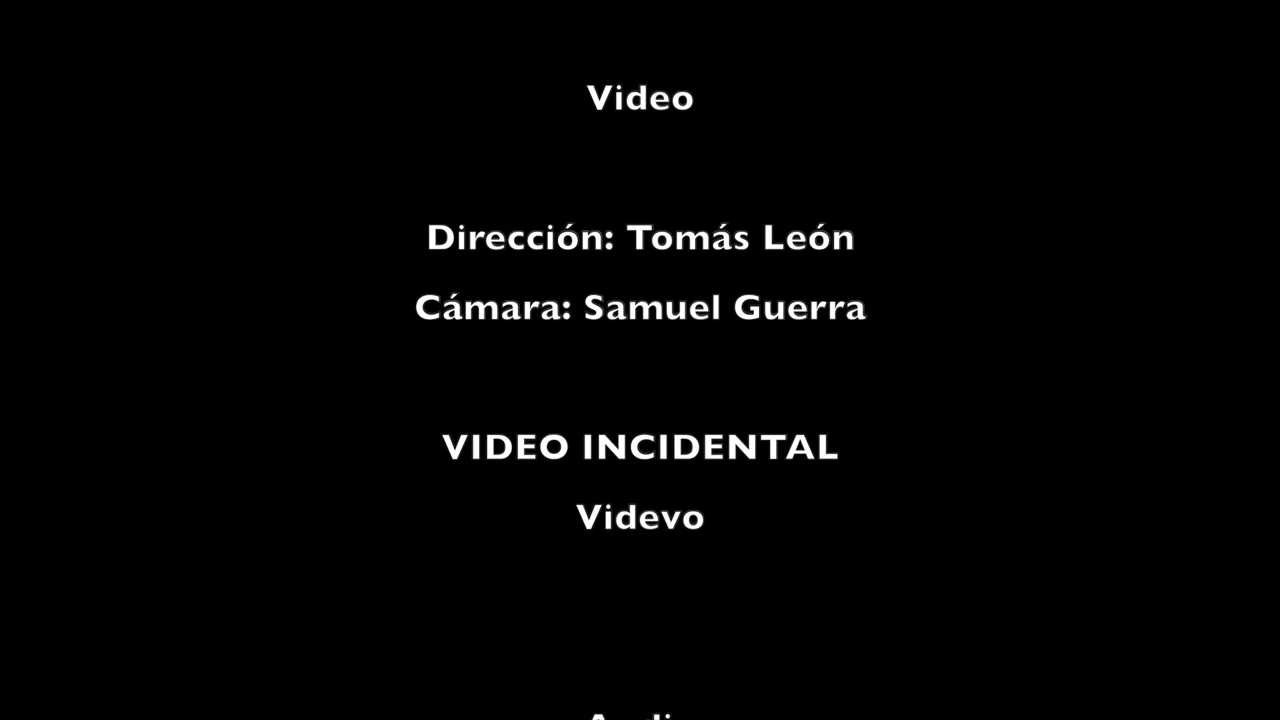 Video
Dirección: Tomás León
Cámara: Samuel Guerra
VIDEO INCIDENTAL
Videvo